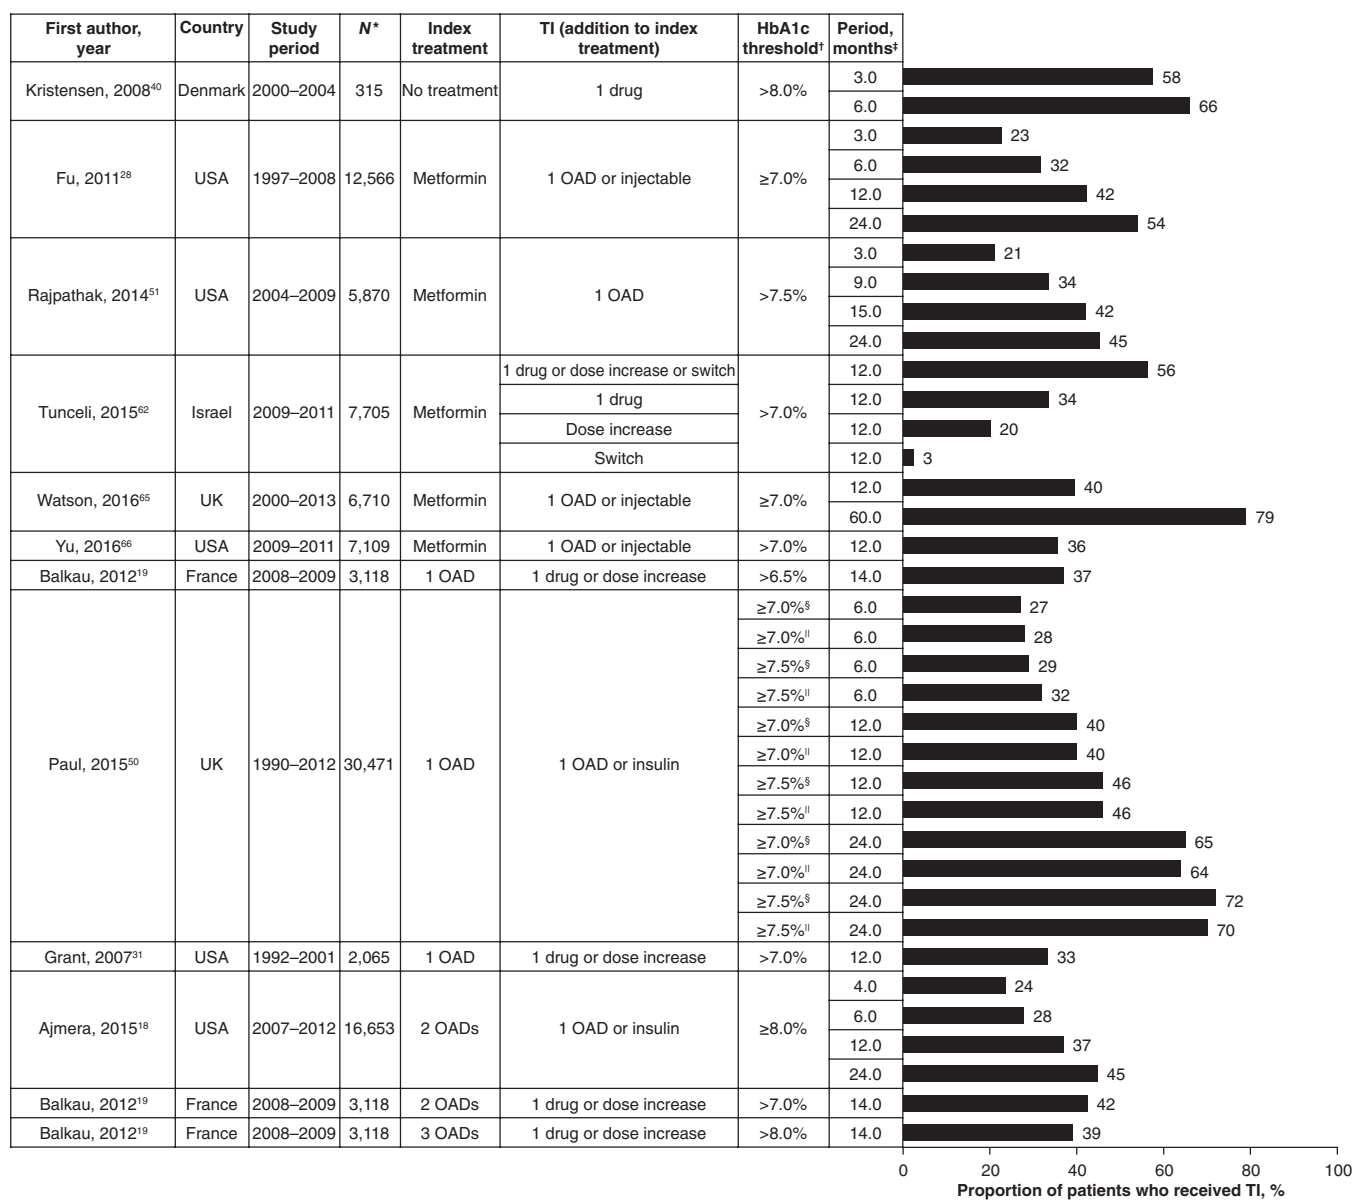 First author, year Country Study period N* Index treatment TI (addition to index treatment) HbA1c threshold† Period, months‡
Kristensen, 2008⁴⁰ Denmark 2000–2004 315 No treatment 1 drug >8.0% 3.0 58
6.0 66
Fu, 2011²⁸ USA 1997–2008 12,566 Metformin 1 OAD or injectable ≥7.0% 3.0 23
6.0 32
12.0 42
24.0 54
Rajpathak, 2014⁵¹ USA 2004–2009 5,870 Metformin 1 OAD >7.5% 3.0 21
9.0 34
15.0 42
24.0 45
Tunceli, 2015⁶² Israel 2009–2011 7,705 Metformin 1 drug or dose increase or switch >7.0% 12.0 56
1 drug 12.0 34
Dose increase 12.0 20
Switch 12.0 3
Watson, 2016⁶⁵ UK 2000–2013 6,710 Metformin 1 OAD or injectable ≥7.0% 12.0 40
60.0 79
Yu, 2016⁶⁶ USA 2009–2011 7,109 Metformin 1 OAD or injectable >7.0% 12.0 36
Balkau, 2012¹⁹ France 2008–2009 3,118 1 OAD 1 drug or dose increase >6.5% 14.0 37
Paul, 2015⁵⁰ UK 1990–2012 30,471 1 OAD 1 OAD or insulin ≥7.0%§ 6.0 27
≥7.0%|| 6.0 28
≥7.5%§ 6.0 29
≥7.5%|| 6.0 32
≥7.0%§ 12.0 40
≥7.0%|| 12.0 40
≥7.5%§ 12.0 46
≥7.5%|| 12.0 46
≥7.0%§ 24.0 65
≥7.0%|| 24.0 64
≥7.5%§ 24.0 72
≥7.5%|| 24.0 70
Grant, 2007³¹ USA 1992–2001 2,065 1 OAD 1 drug or dose increase >7.0% 12.0 33
Ajmera, 2015¹⁸ USA 2007–2012 16,653 2 OADs 1 OAD or insulin ≥8.0% 4.0 24
6.0 28
12.0 37
24.0 45
Balkau, 2012¹⁹ France 2008–2009 3,118 2 OADs 1 drug or dose increase >7.0% 14.0 42
Balkau, 2012¹⁹ France 2008–2009 3,118 3 OADs 1 drug or dose increase >8.0% 14.0 39
0 20 40 60 80 100
Proportion of patients who received TI, %